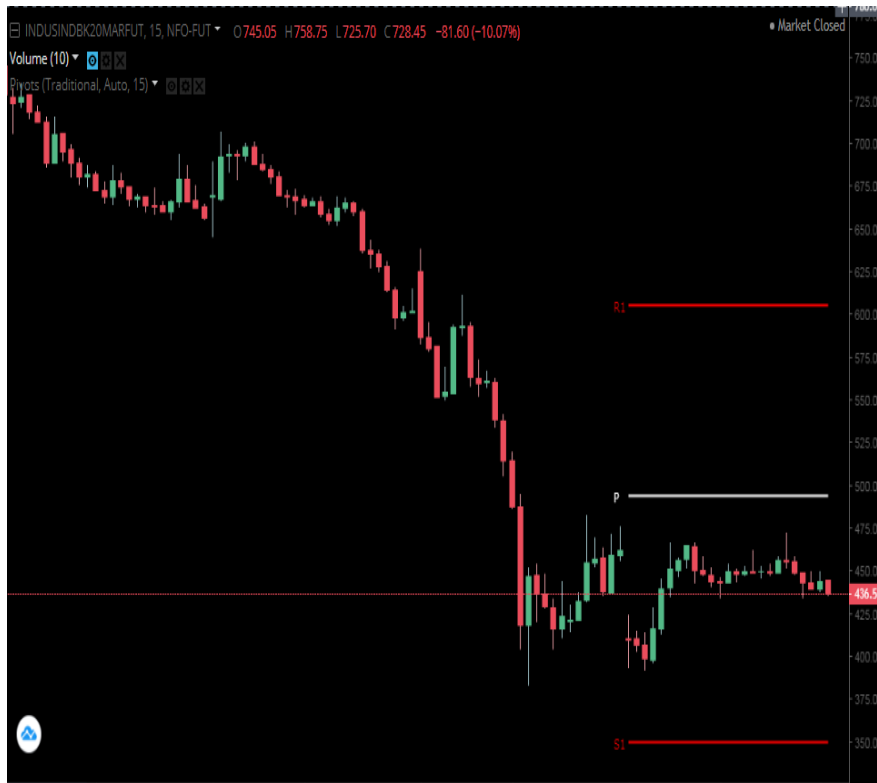 INDUSINDBK20MARFUT, 15, NFO-FUT O745.05 H758.75 L725.70 C728.45 −81.60 (−10.07%)
Market Closed
Volume (10)
Pivots (Traditional, Auto, 15)
750.0
725.0
700.0
675.0
650.0
625.0
R1
600.0
575.0
550.0
525.0
P
500.0
475.0
450.0
436.5
425.0
400.0
S1
350.0